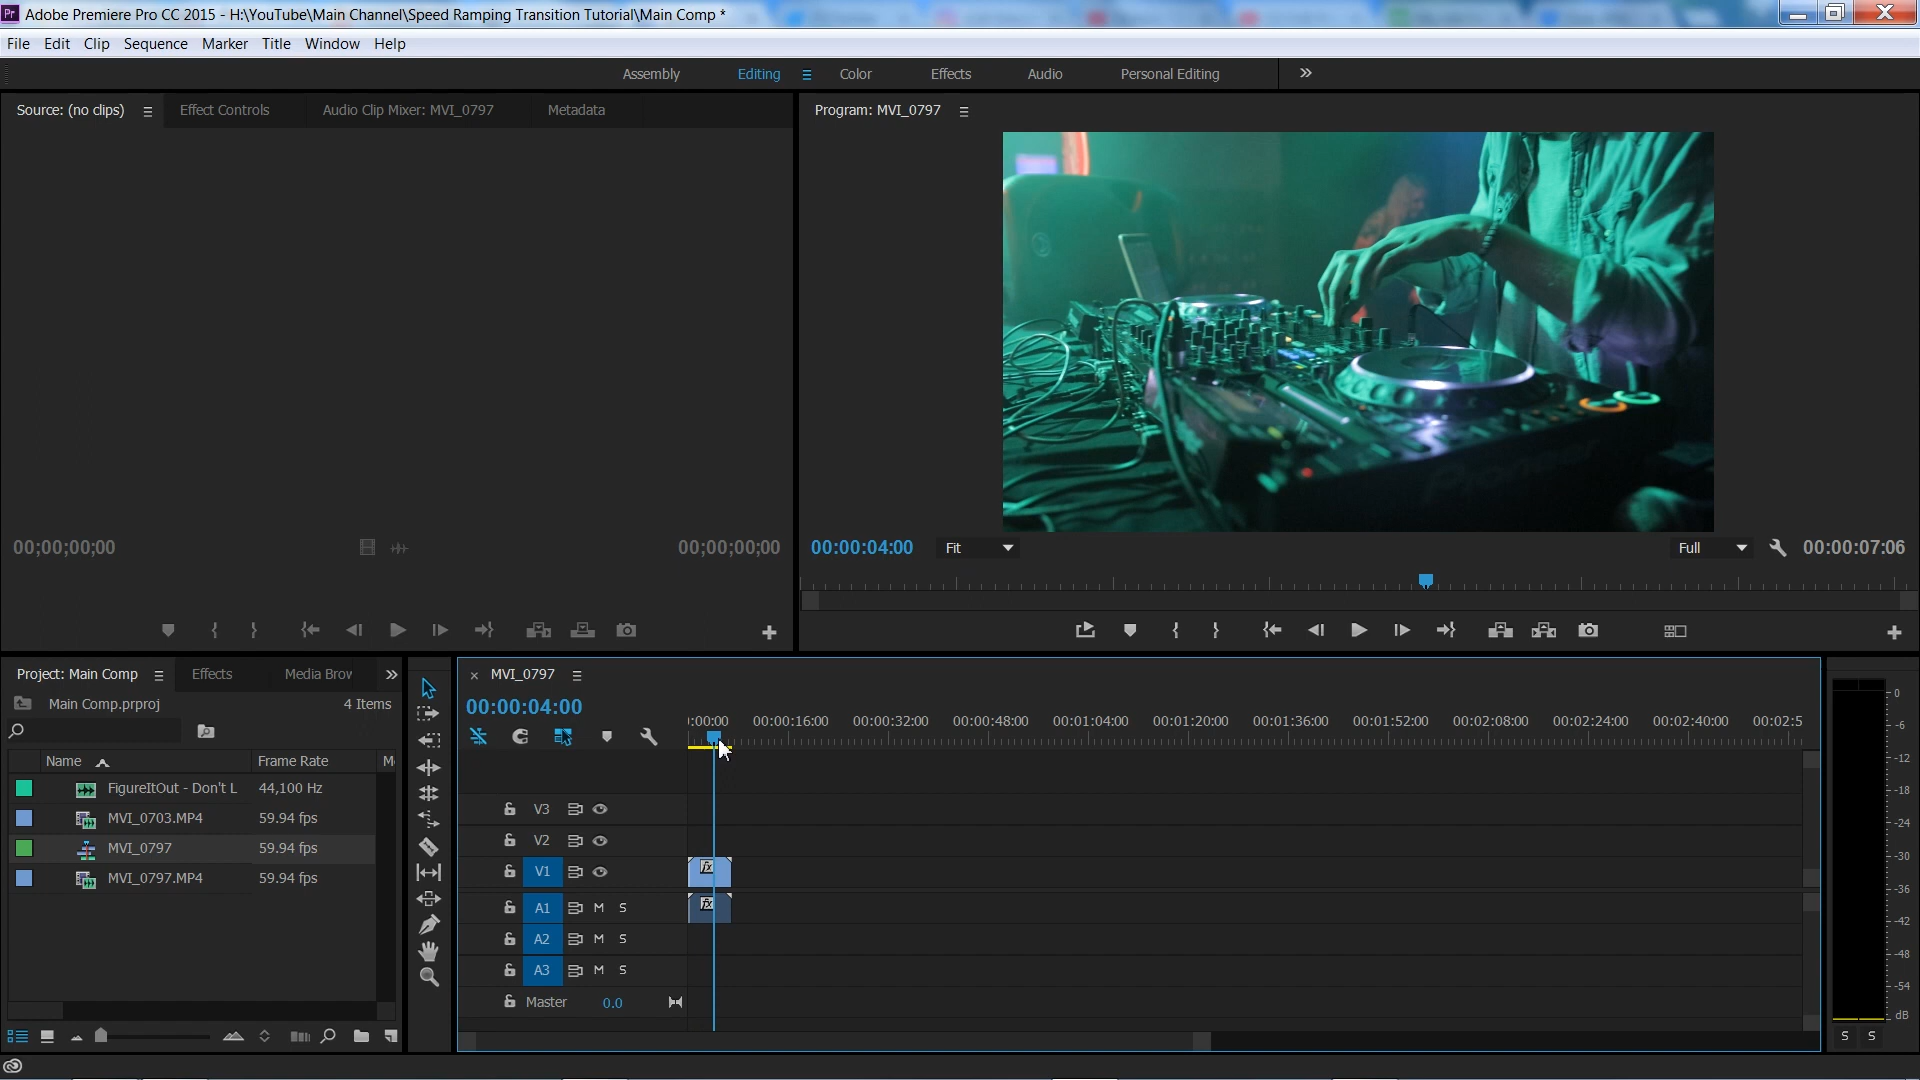 Pr Adobe Premiere Pro CC 2015 - H:\YouTube\Main Channel\Speed Ramping Transition Tutorial\Main Comp *
File Edit Clip Sequence Marker Title Window Help
Assembly Editing Color Effects Audio Personal Editing
Source: (no clips) Effect Controls Audio Clip Mixer: MVI_0797 Metadata
Program: MVI_0797
00;00;00;00 00;00;00;00
00:00:04:00 Fit Full 00:00:07:06
Project: Main Comp Effects Media Brow
Main Comp.prproj 4 Items
Name Frame Rate M
FigureItOut - Don't L 44,100 Hz
MVI_0703.MP4 59.94 fps
MVI_0797 59.94 fps
MVI_0797.MP4 59.94 fps
× MVI_0797
00:00:04:00
:00:00 00:00:16:00 00:00:32:00 00:00:48:00 00:01:04:00 00:01:20:00 00:01:36:00 00:01:52:00 00:02:08:00 00:02:24:00 00:02:40:00 00:02:5
V3
V2
V1 fx
A1 M S fx
A2 M S
A3 M S
Master 0.0
0
-6
-12
-18
-24
-30
-36
-42
-48
-54
dB
S S